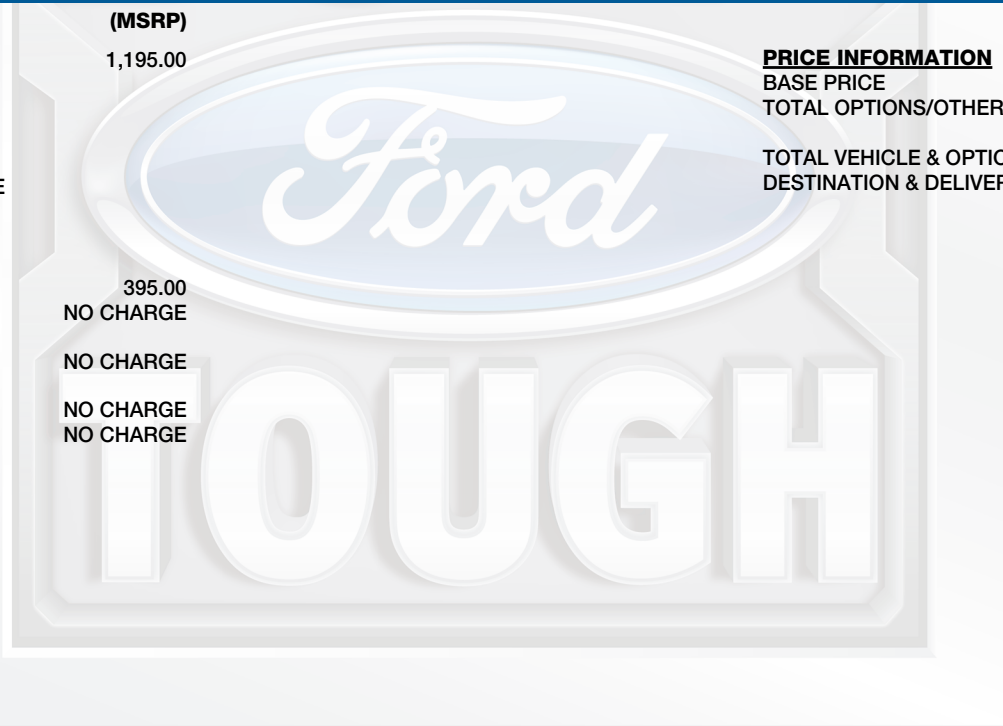 (MSRP)
1,195.00
395.00
NO CHARGE
NO CHARGE
NO CHARGE
NO CHARGE
PRICE INFORMATION
BASE PRICE
TOTAL OPTIONS/OTHER
TOTAL VEHICLE & OPTIO
DESTINATION & DELIVER
E
Ford
TOUGH